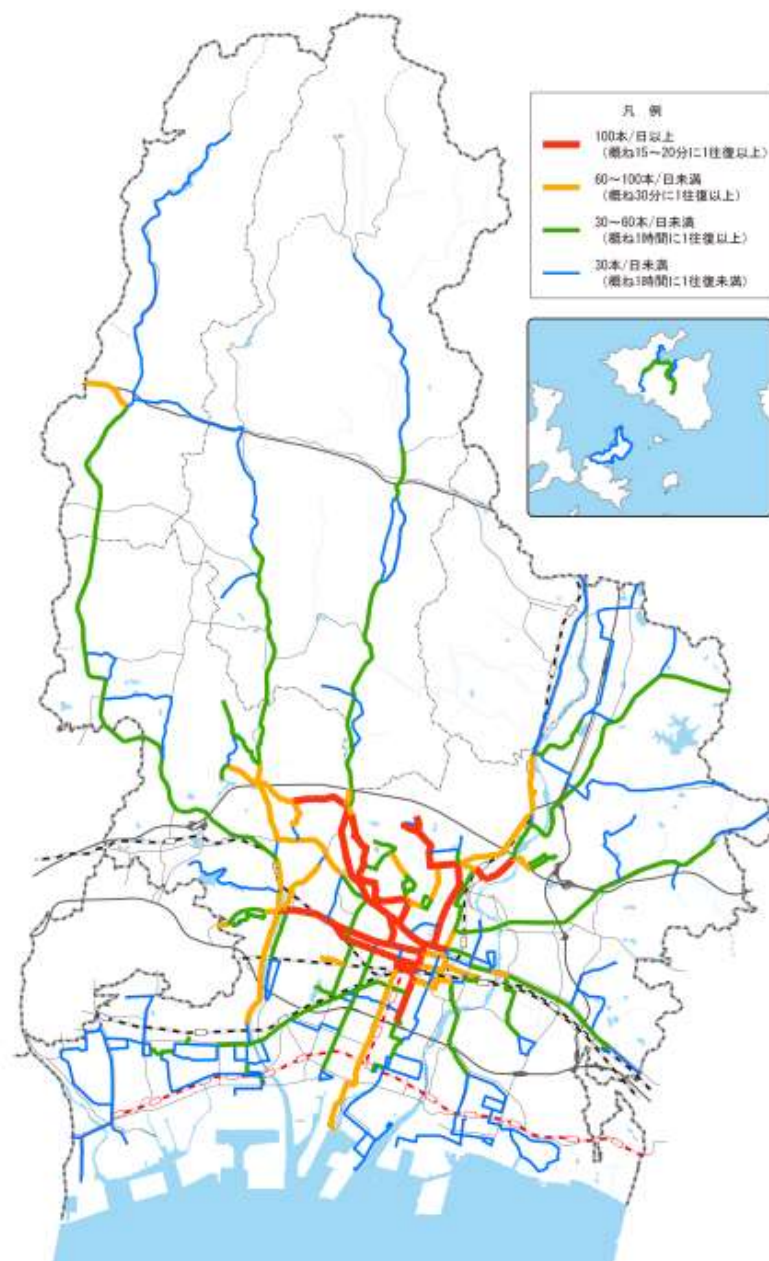 凡 例
100本/日以上
(概ね15~20分に1往復以上)
60~100本/日未満
(概ね30分に1往復以上)
30~60本/日未満
(概ね1時間に1往復以上)
30本/日未満
(概ね1時間に1往復未満)